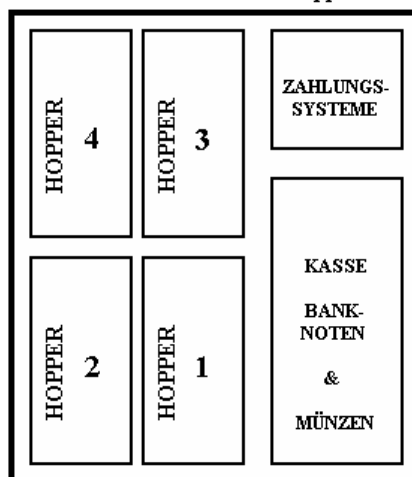 HOPPER 4
HOPPER 3
ZAHLUNGS-
SYSTEME
HOPPER 2
HOPPER 1
KASSE
BANK-
NOTEN
&
MÜNZEN